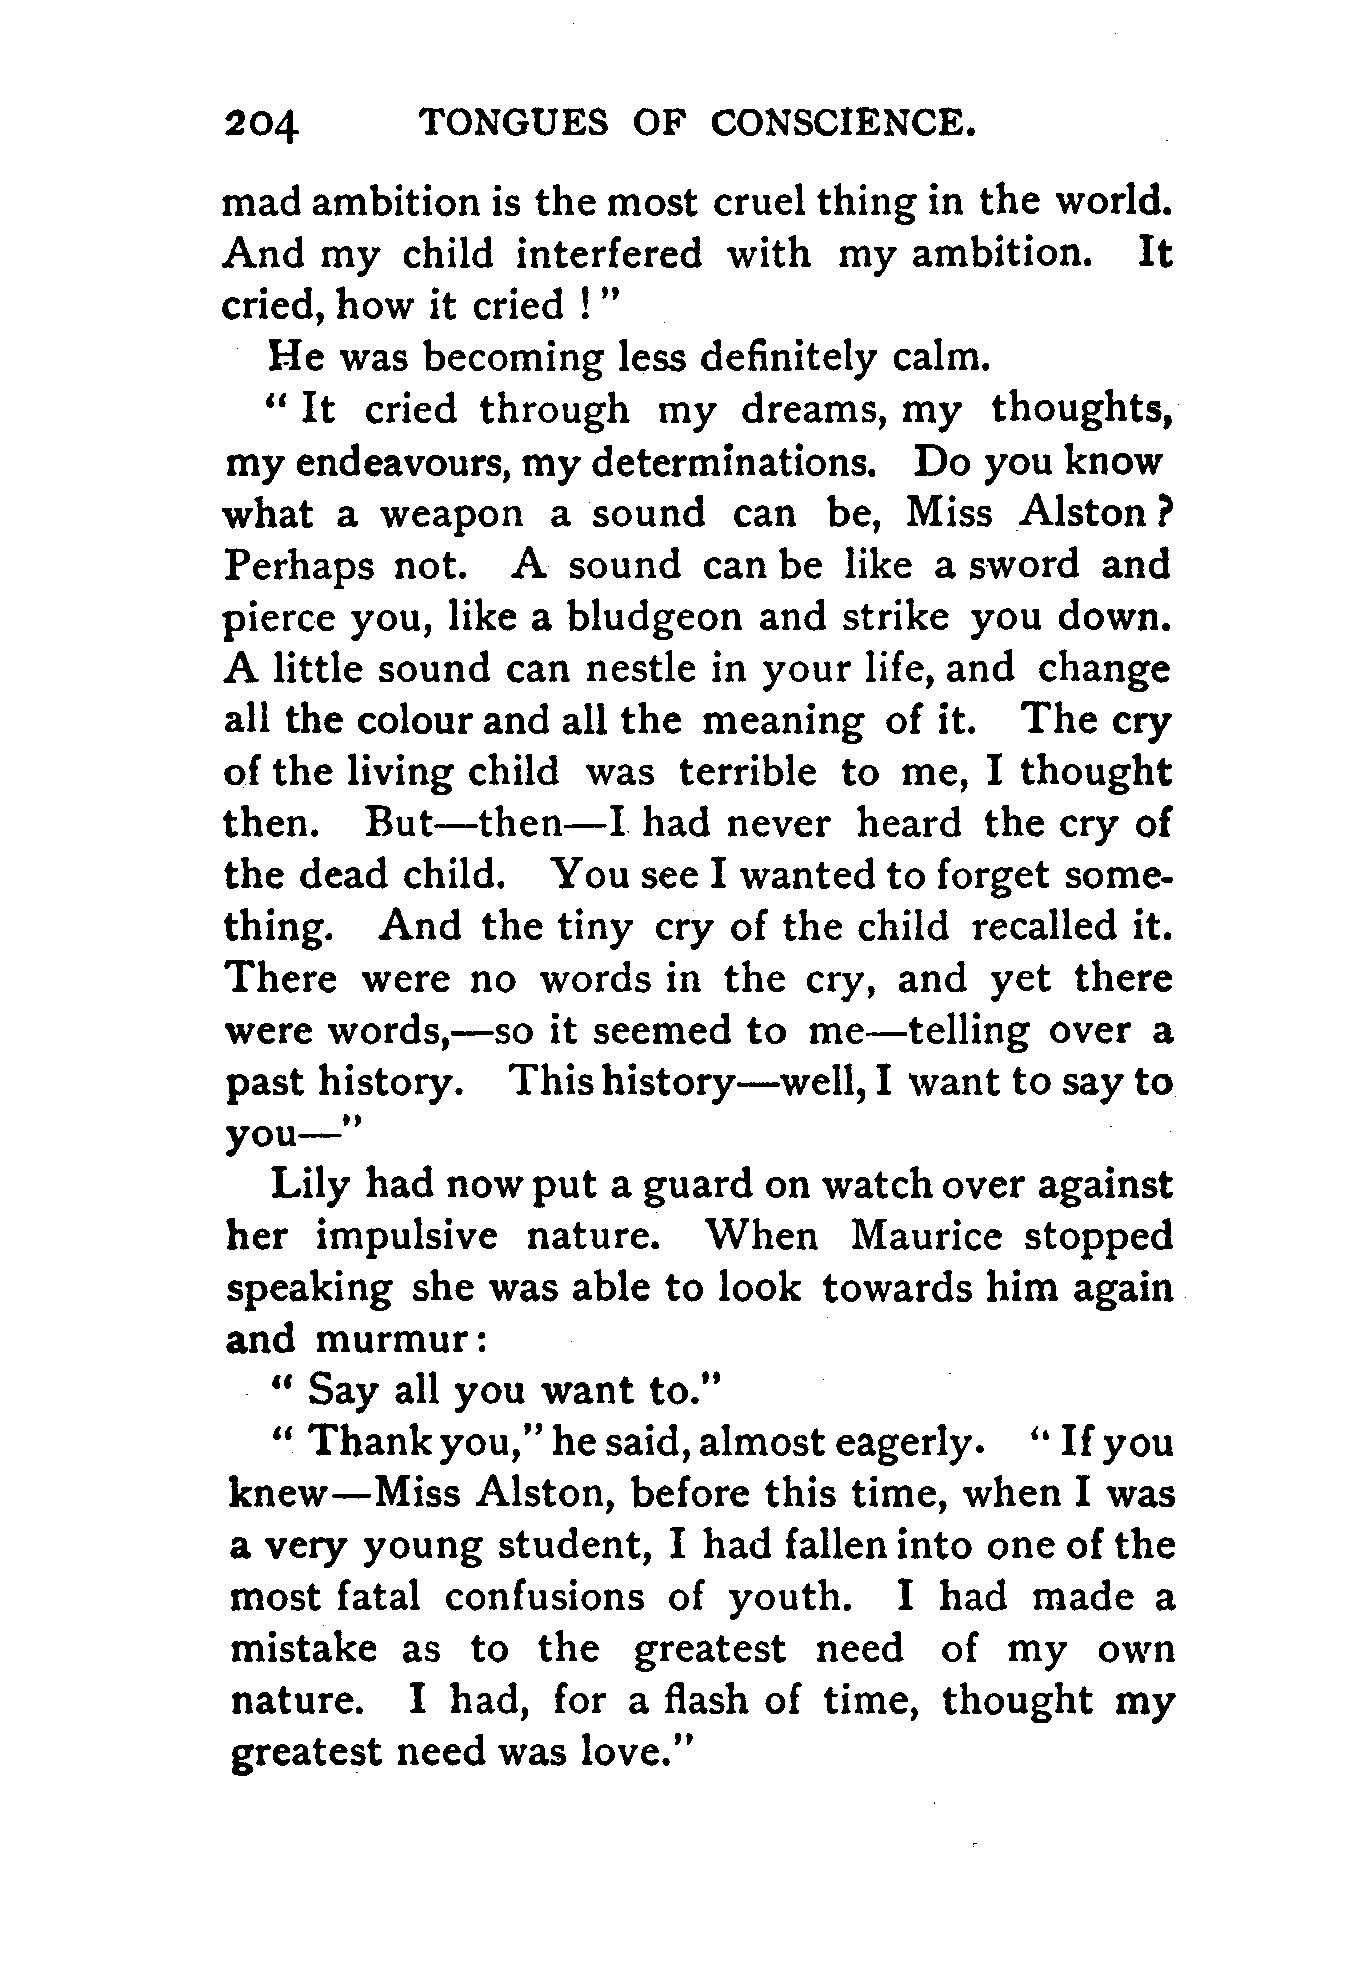 204 TONGUES OF CONSCIENCE.
mad ambition is the most cruel thing in the world.
And my child interfered with my ambition. It
cried, how it cried ! "
He was becoming less definitely calm.
" It cried through my dreams, my thoughts,
my endeavours, my determinations. Do you know
what a weapon a sound can be, Miss Alston ?
Perhaps not. A sound can be like a sword and
pierce you, like a bludgeon and strike you down.
A little sound can nestle in your life, and change
all the colour and all the meaning of it. The cry
of the living child was terrible to me, I thought
then. But—then—I had never heard the cry of
the dead child. You see I wanted to forget some-
thing. And the tiny cry of the child recalled it.
There were no words in the cry, and yet there
were words,—so it seemed to me—telling over a
past history. This history—well, I want to say to
you—"
Lily had now put a guard on watch over against
her impulsive nature. When Maurice stopped
speaking she was able to look towards him again
and murmur:
" Say all you want to."
" Thank you," he said, almost eagerly. " If you
knew—Miss Alston, before this time, when I was
a very young student, I had fallen into one of the
most fatal confusions of youth. I had made a
mistake as to the greatest need of my own
nature. I had, for a flash of time, thought my
greatest need was love."